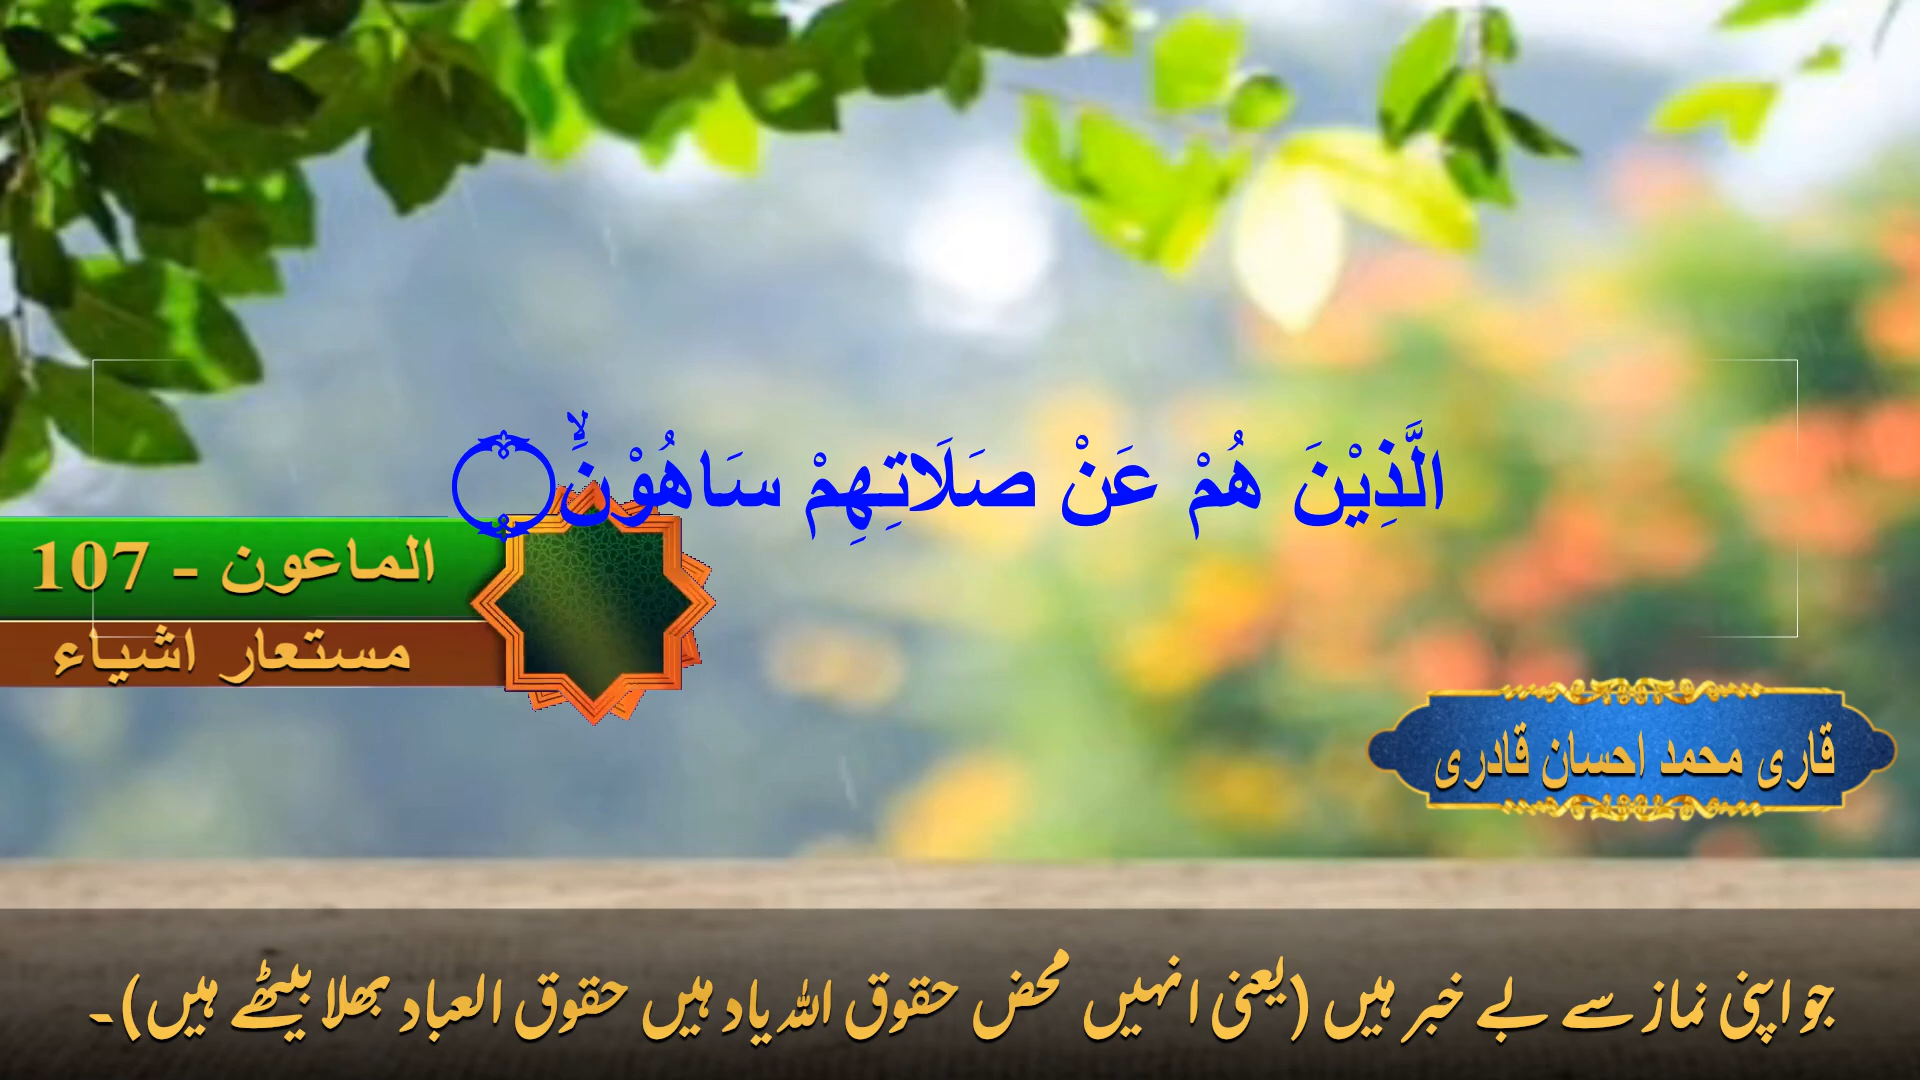 الَّذِيْنَ هُمْ عَنْ صَلَاتِهِمْ سَاهُوْنَۙ۝
الماعون - 107
مستعار اشیاء
قاری محمد احسان قادری
جو اپنی نماز سے بے خبر ہیں (یعنی انہیں محض حقوق اللہ یاد ہیں حقوق العباد بھلا بیٹھے ہیں)۔